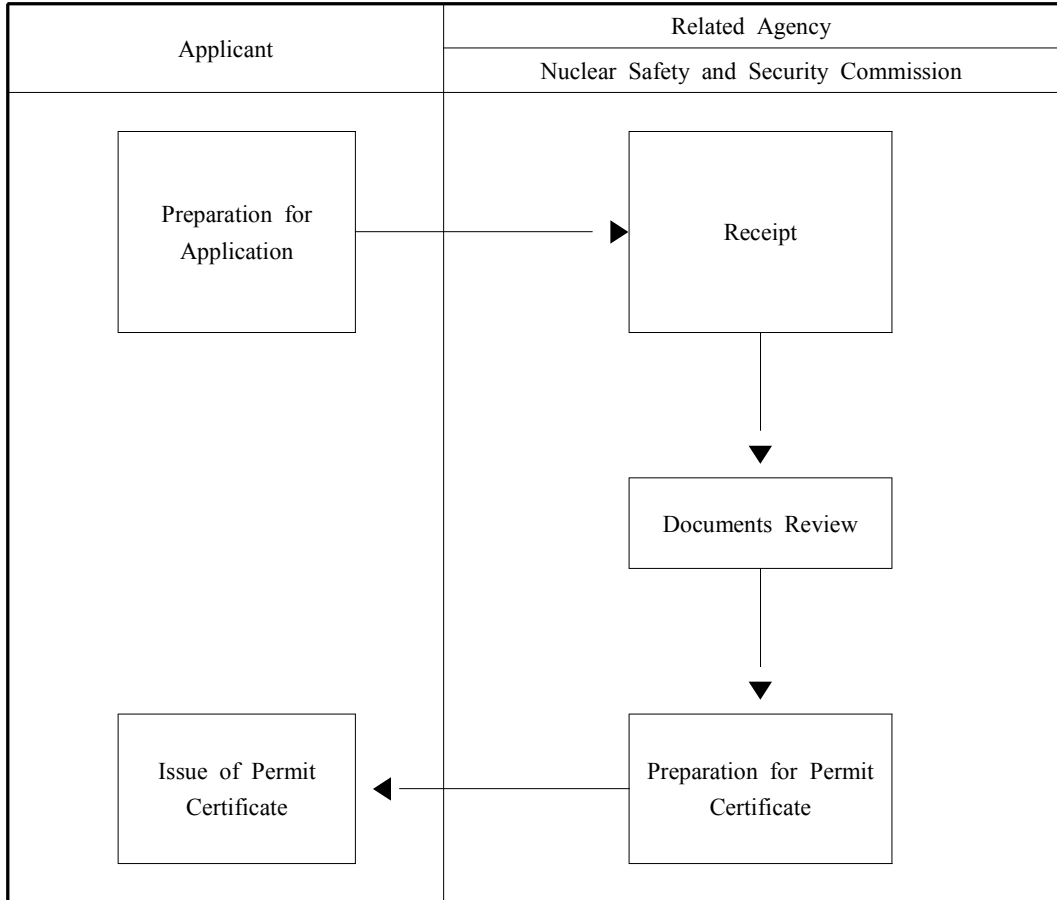 Applicant
Related Agency
Nuclear Safety and Security Commission
Preparation for
Application
Receipt
Documents Review
Issue of Permit
Certificate
Preparation for Permit
Certificate